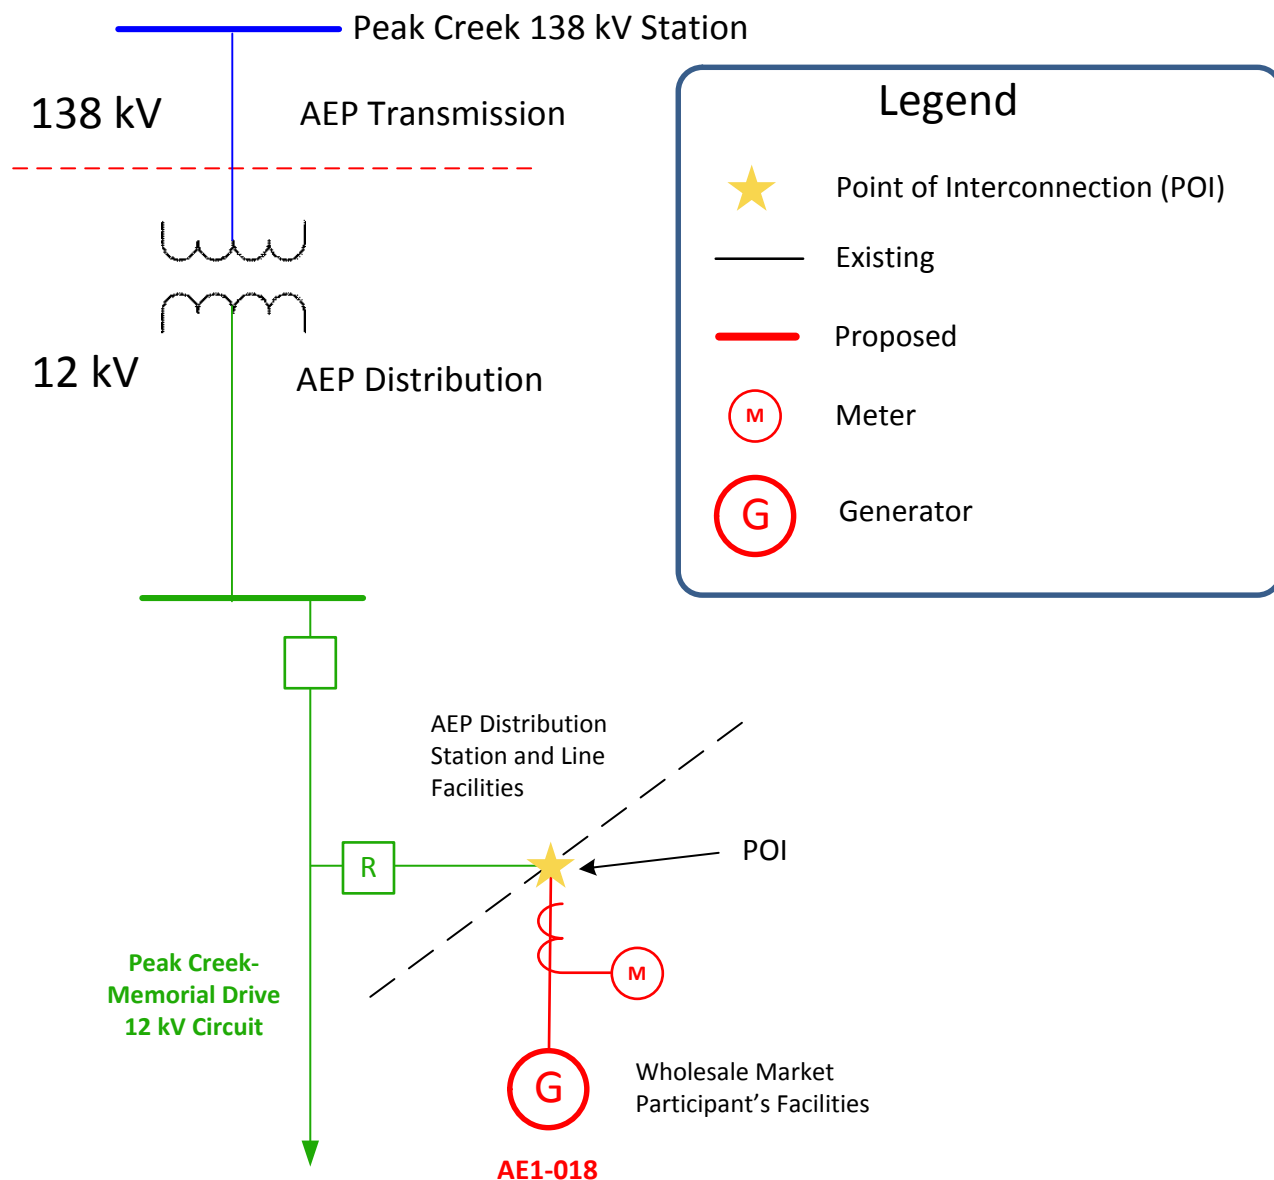 Peak Creek 138 kV Station
138 kV
AEP Transmission
Legend
Point of Interconnection (POI)
Existing
Proposed
M
Meter
G
Generator
12 kV
AEP Distribution
AEP Distribution
Station and Line
Facilities
POI
R
Peak Creek-
Memorial Drive
12 kV Circuit
M
G
Wholesale Market
Participant’s Facilities
AE1-018